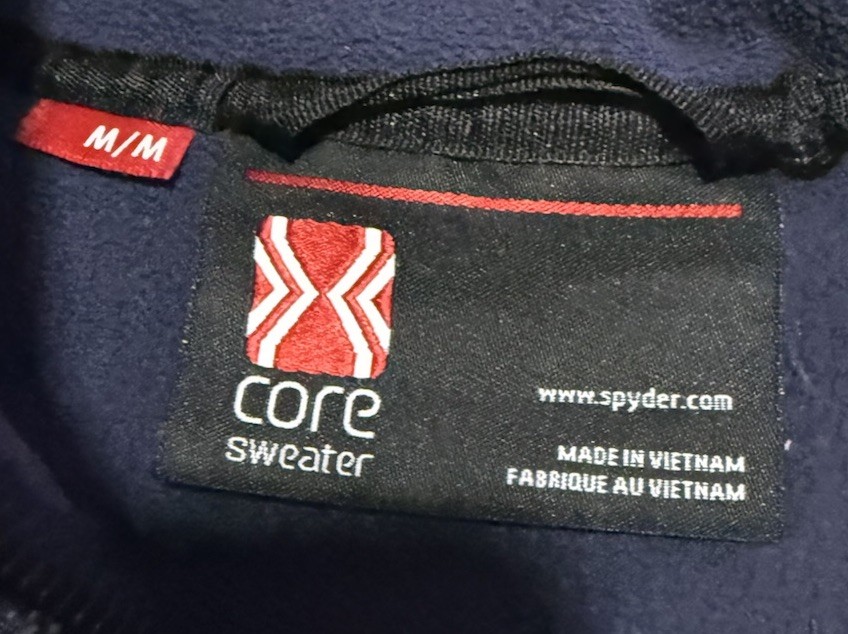 M/M
core
sweater
www.spyder.com
MADE IN VIETNAM
FABRIQUE AU VIETNAM